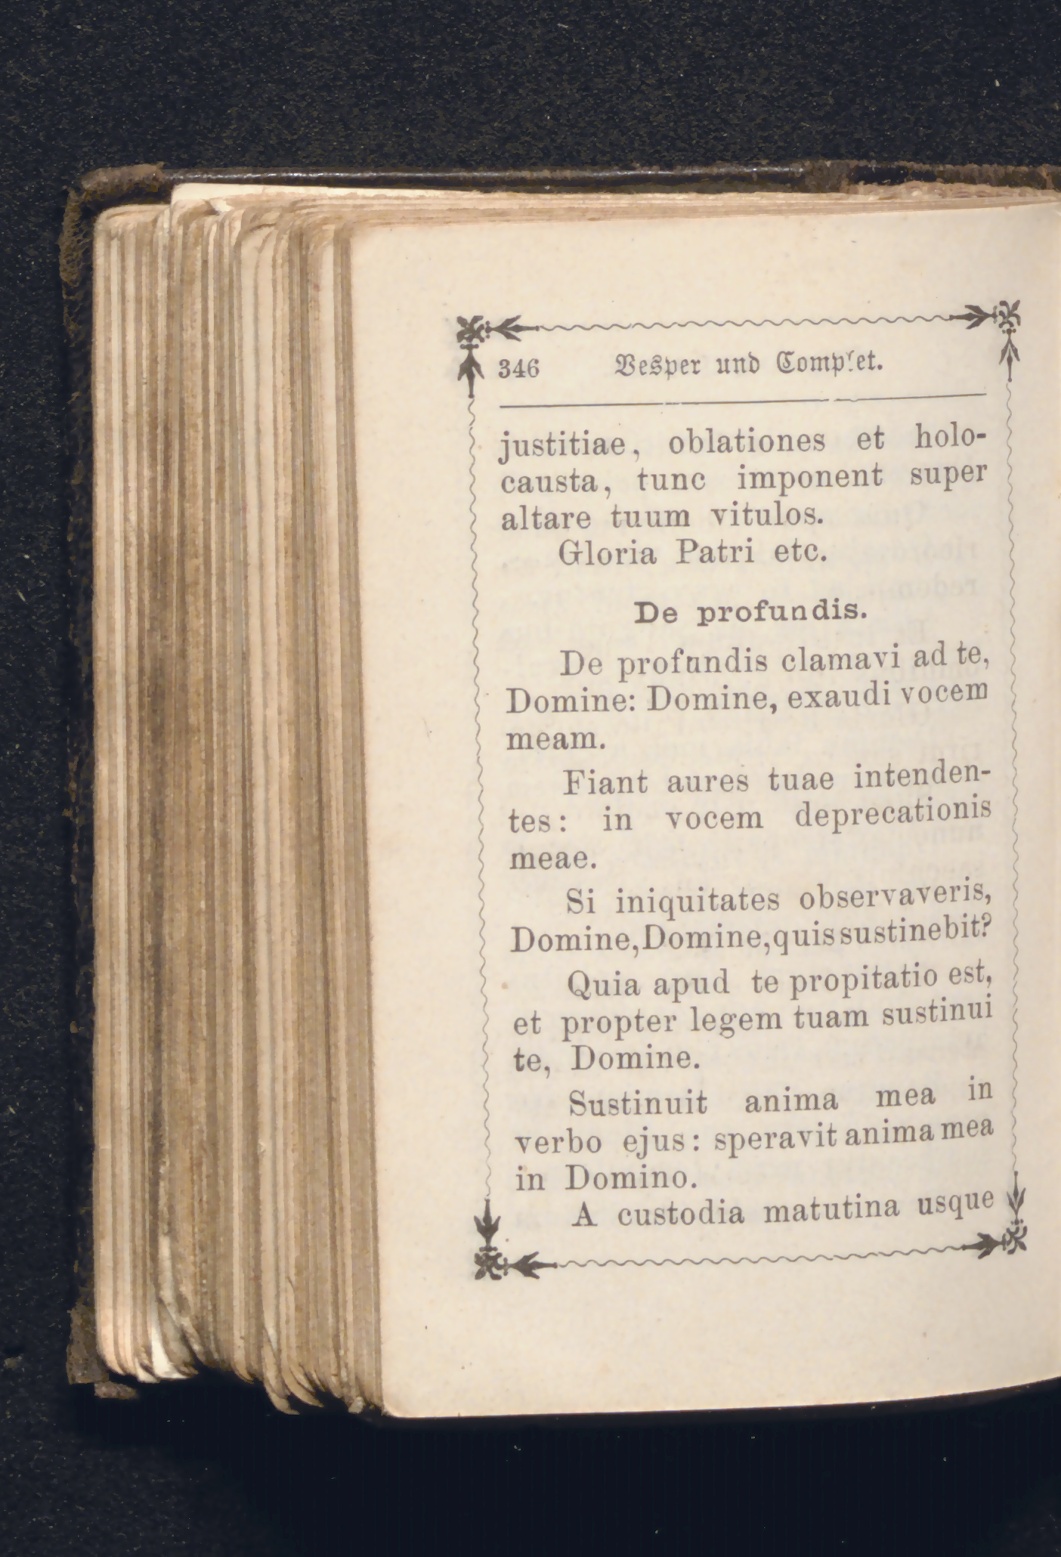 346 Vesper und Complet.
justitiae, oblationes et holo-
causta, tunc imponent super
altare tuum vitulos.
Gloria Patri etc.
De profundis.
De profundis clamavi ad te,
Domine: Domine, exaudi vocem
meam.
Fiant aures tuae intenden-
tes: in vocem deprecationis
meae.
Si iniquitates observaveris,
Domine, Domine, quis sustinebit?
Quia apud te propitatio est,
et propter legem tuam sustinui
te, Domine.
Sustinuit anima mea in
verbo ejus: speravit anima mea
in Domino.
A custodia matutina usque